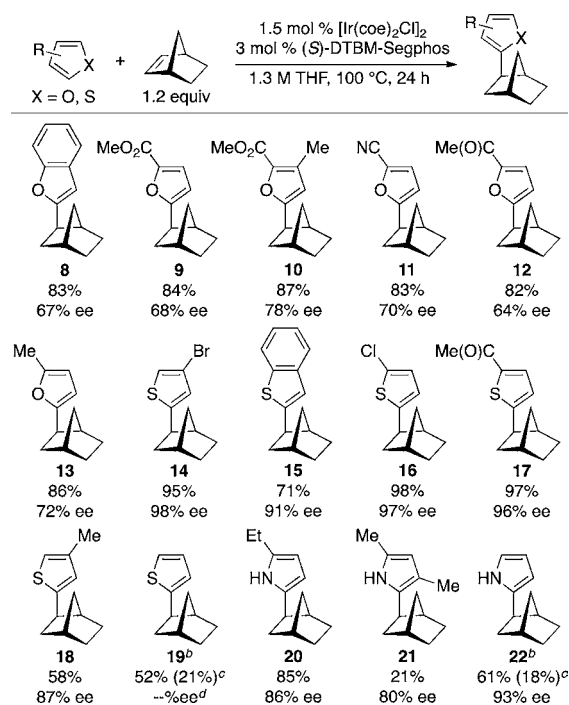 1.5 mol % [Ir(coe)₂Cl]₂
3 mol % (S)-DTBM-Segphos
1.3 M THF, 100 °C, 24 h
R
X
+
R
X
X = O, S
1.2 equiv
O
MeO₂C
O
MeO₂C
Me
O
NC
O
Me(O)C
O
8
9
10
11
12
83%
84%
87%
83%
82%
67% ee
68% ee
78% ee
70% ee
64% ee
Me
O
Br
S
S
Cl
S
Me(O)C
S
13
14
15
16
17
86%
95%
71%
98%
97%
72% ee
98% ee
91% ee
97% ee
96% ee
Me
S
S
Et
HN
Me
HN
Me
HN
18
19ᵇ
20
21
22ᵇ
58%
52% (21%)ᶜ
85%
21%
61% (18%)ᶜ
87% ee
--%eeᵈ
86% ee
80% ee
93% ee